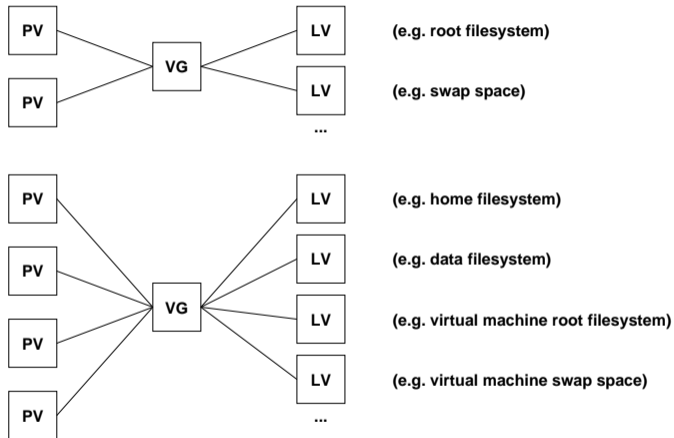 PV LV (e.g. root filesystem)
VG
PV LV (e.g. swap space)
...
PV LV (e.g. home filesystem)
PV LV (e.g. data filesystem)
VG
PV LV (e.g. virtual machine root filesystem)
LV (e.g. virtual machine swap space)
PV ...